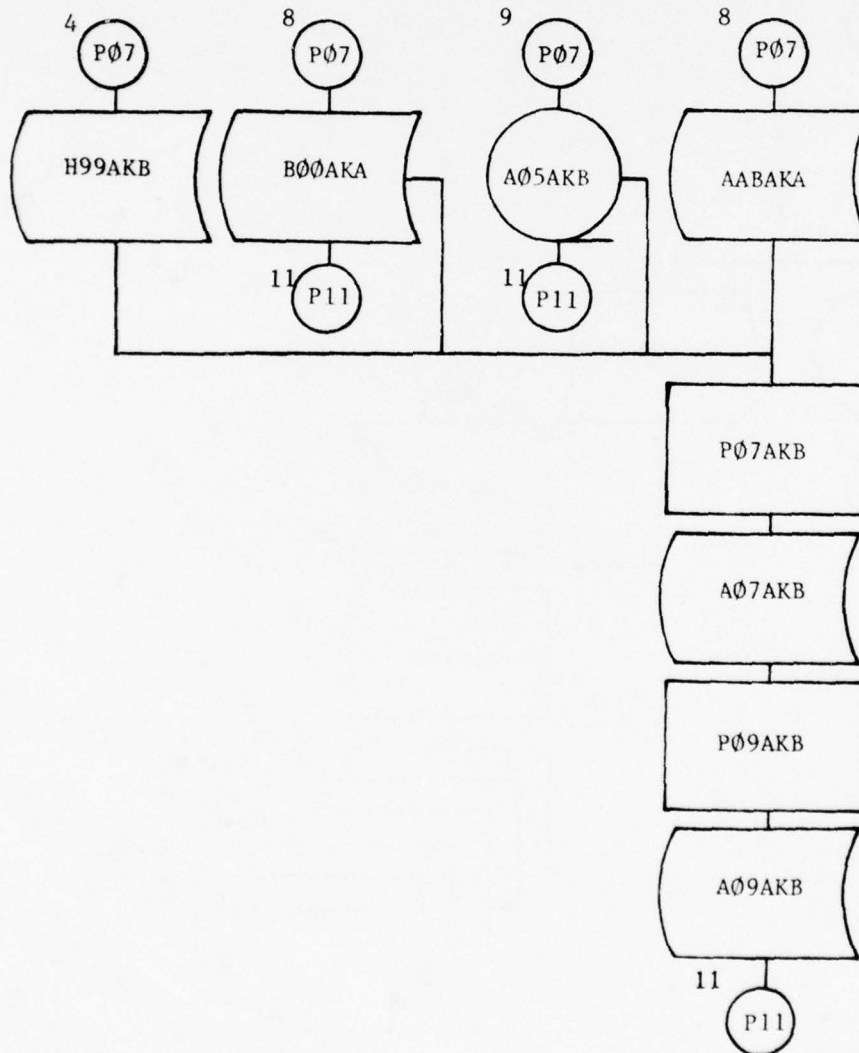 4 8 9 8
PØ7 PØ7 PØ7 PØ7
H99AKB BØØAKA AØ5AKB AABAKA
11 11
P11 P11
PØ7AKB
AØ7AKB
PØ9AKB
AØ9AKB
11
P11